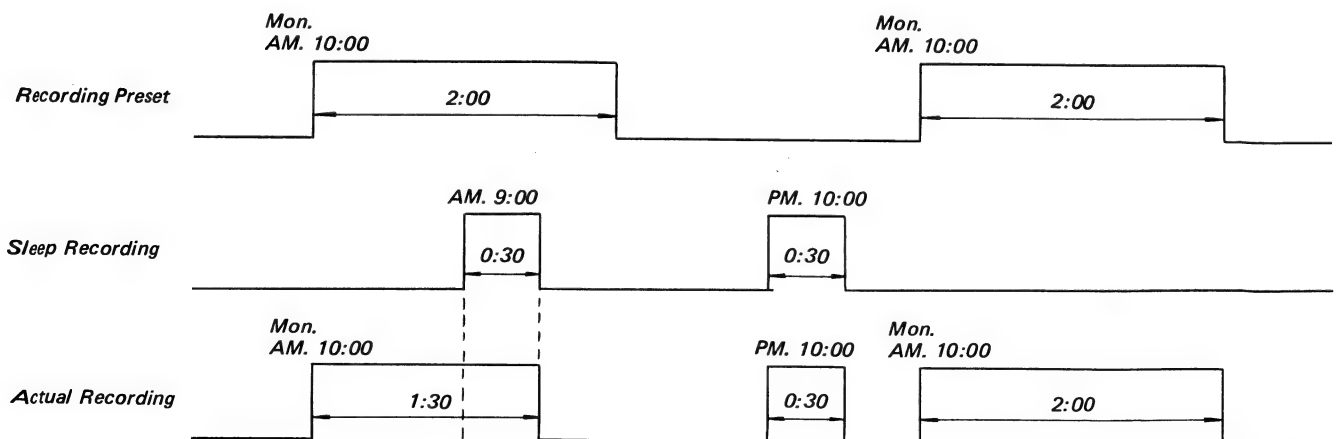 Mon.
AM. 10:00
Mon.
AM. 10:00
Recording Preset
2:00
2:00
AM. 9:00
PM. 10:00
Sleep Recording
0:30
0:30
Mon.
AM. 10:00
PM. 10:00
Mon.
AM. 10:00
Actual Recording
1:30
0:30
2:00